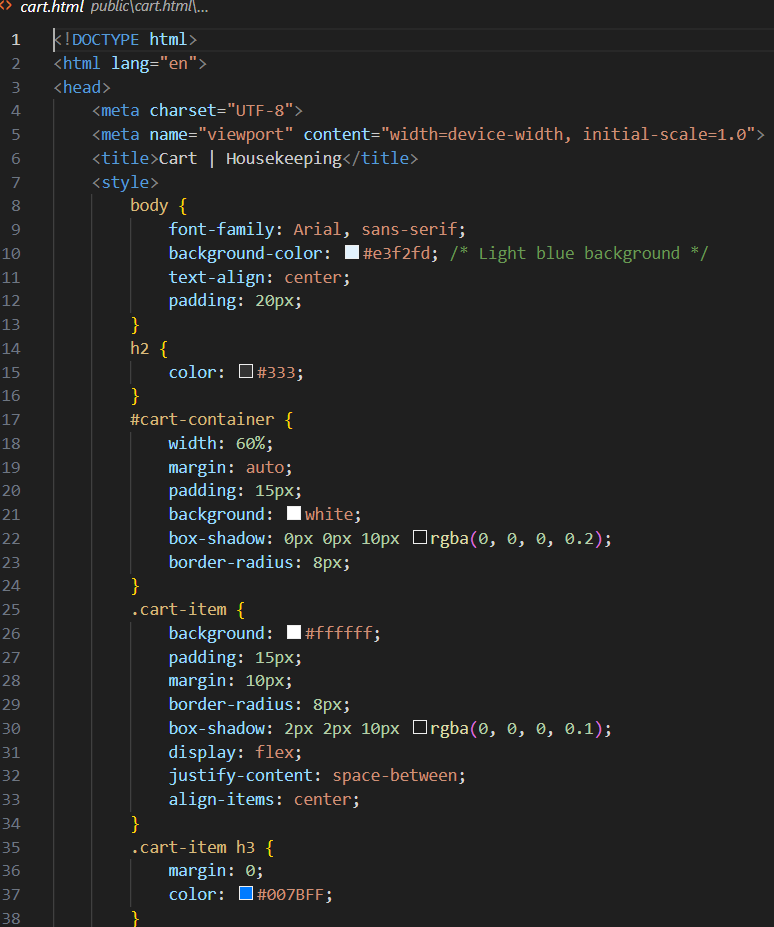 <> cart.html public\cart.html\...
1 <!DOCTYPE html>
2 <html lang="en">
3 <head>
4 <meta charset="UTF-8">
5 <meta name="viewport" content="width=device-width, initial-scale=1.0">
6 <title>Cart | Housekeeping</title>
7 <style>
8 body {
9 font-family: Arial, sans-serif;
10 background-color: #e3f2fd; /* Light blue background */
11 text-align: center;
12 padding: 20px;
13 }
14 h2 {
15 color: #333;
16 }
17 #cart-container {
18 width: 60%;
19 margin: auto;
20 padding: 15px;
21 background: white;
22 box-shadow: 0px 0px 10px rgba(0, 0, 0, 0.2);
23 border-radius: 8px;
24 }
25 .cart-item {
26 background: #ffffff;
27 padding: 15px;
28 margin: 10px;
29 border-radius: 8px;
30 box-shadow: 2px 2px 10px rgba(0, 0, 0, 0.1);
31 display: flex;
32 justify-content: space-between;
33 align-items: center;
34 }
35 .cart-item h3 {
36 margin: 0;
37 color: #007BFF;
38 }